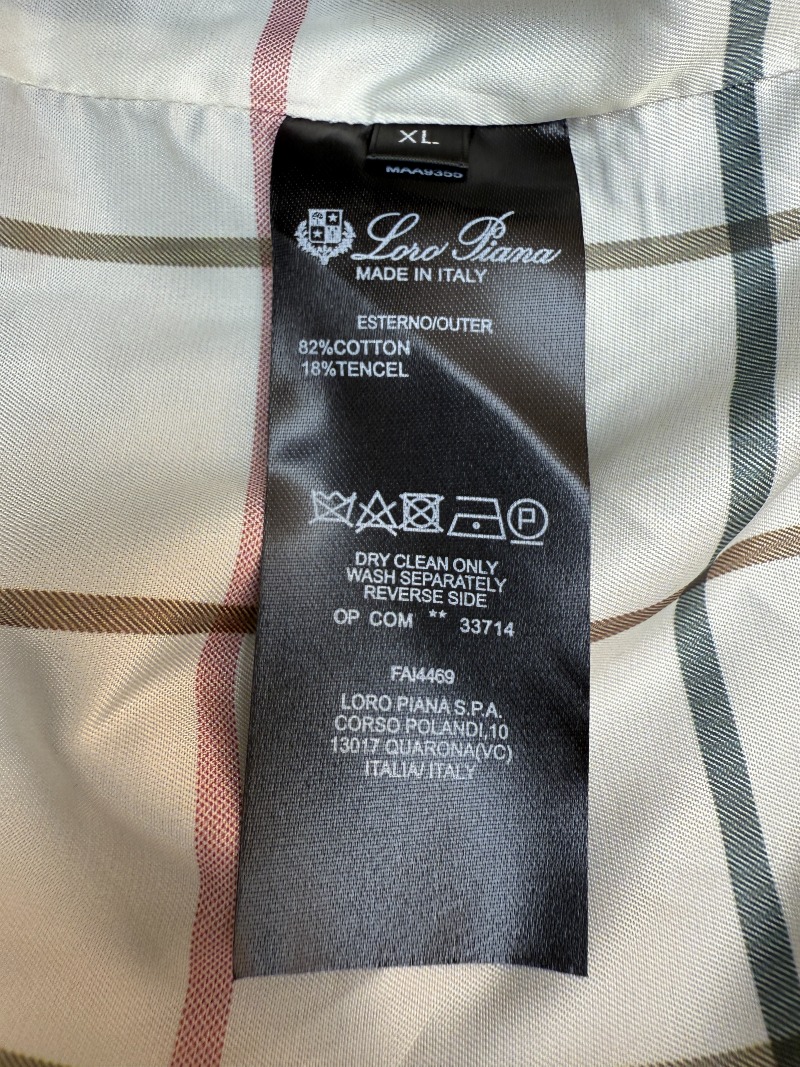 XL.
MAA9355
Loro Piana
MADE IN ITALY
ESTERNO/OUTER
82%COTTON
18%TENCEL
P
DRY CLEAN ONLY
WASH SEPARATELY
REVERSE SIDE
OP COM ** 33714
FAI4469
LORO PIANA S.P.A.
CORSO POLANDI,10
13017 QUARONA(VC)
ITALIA/ ITALY